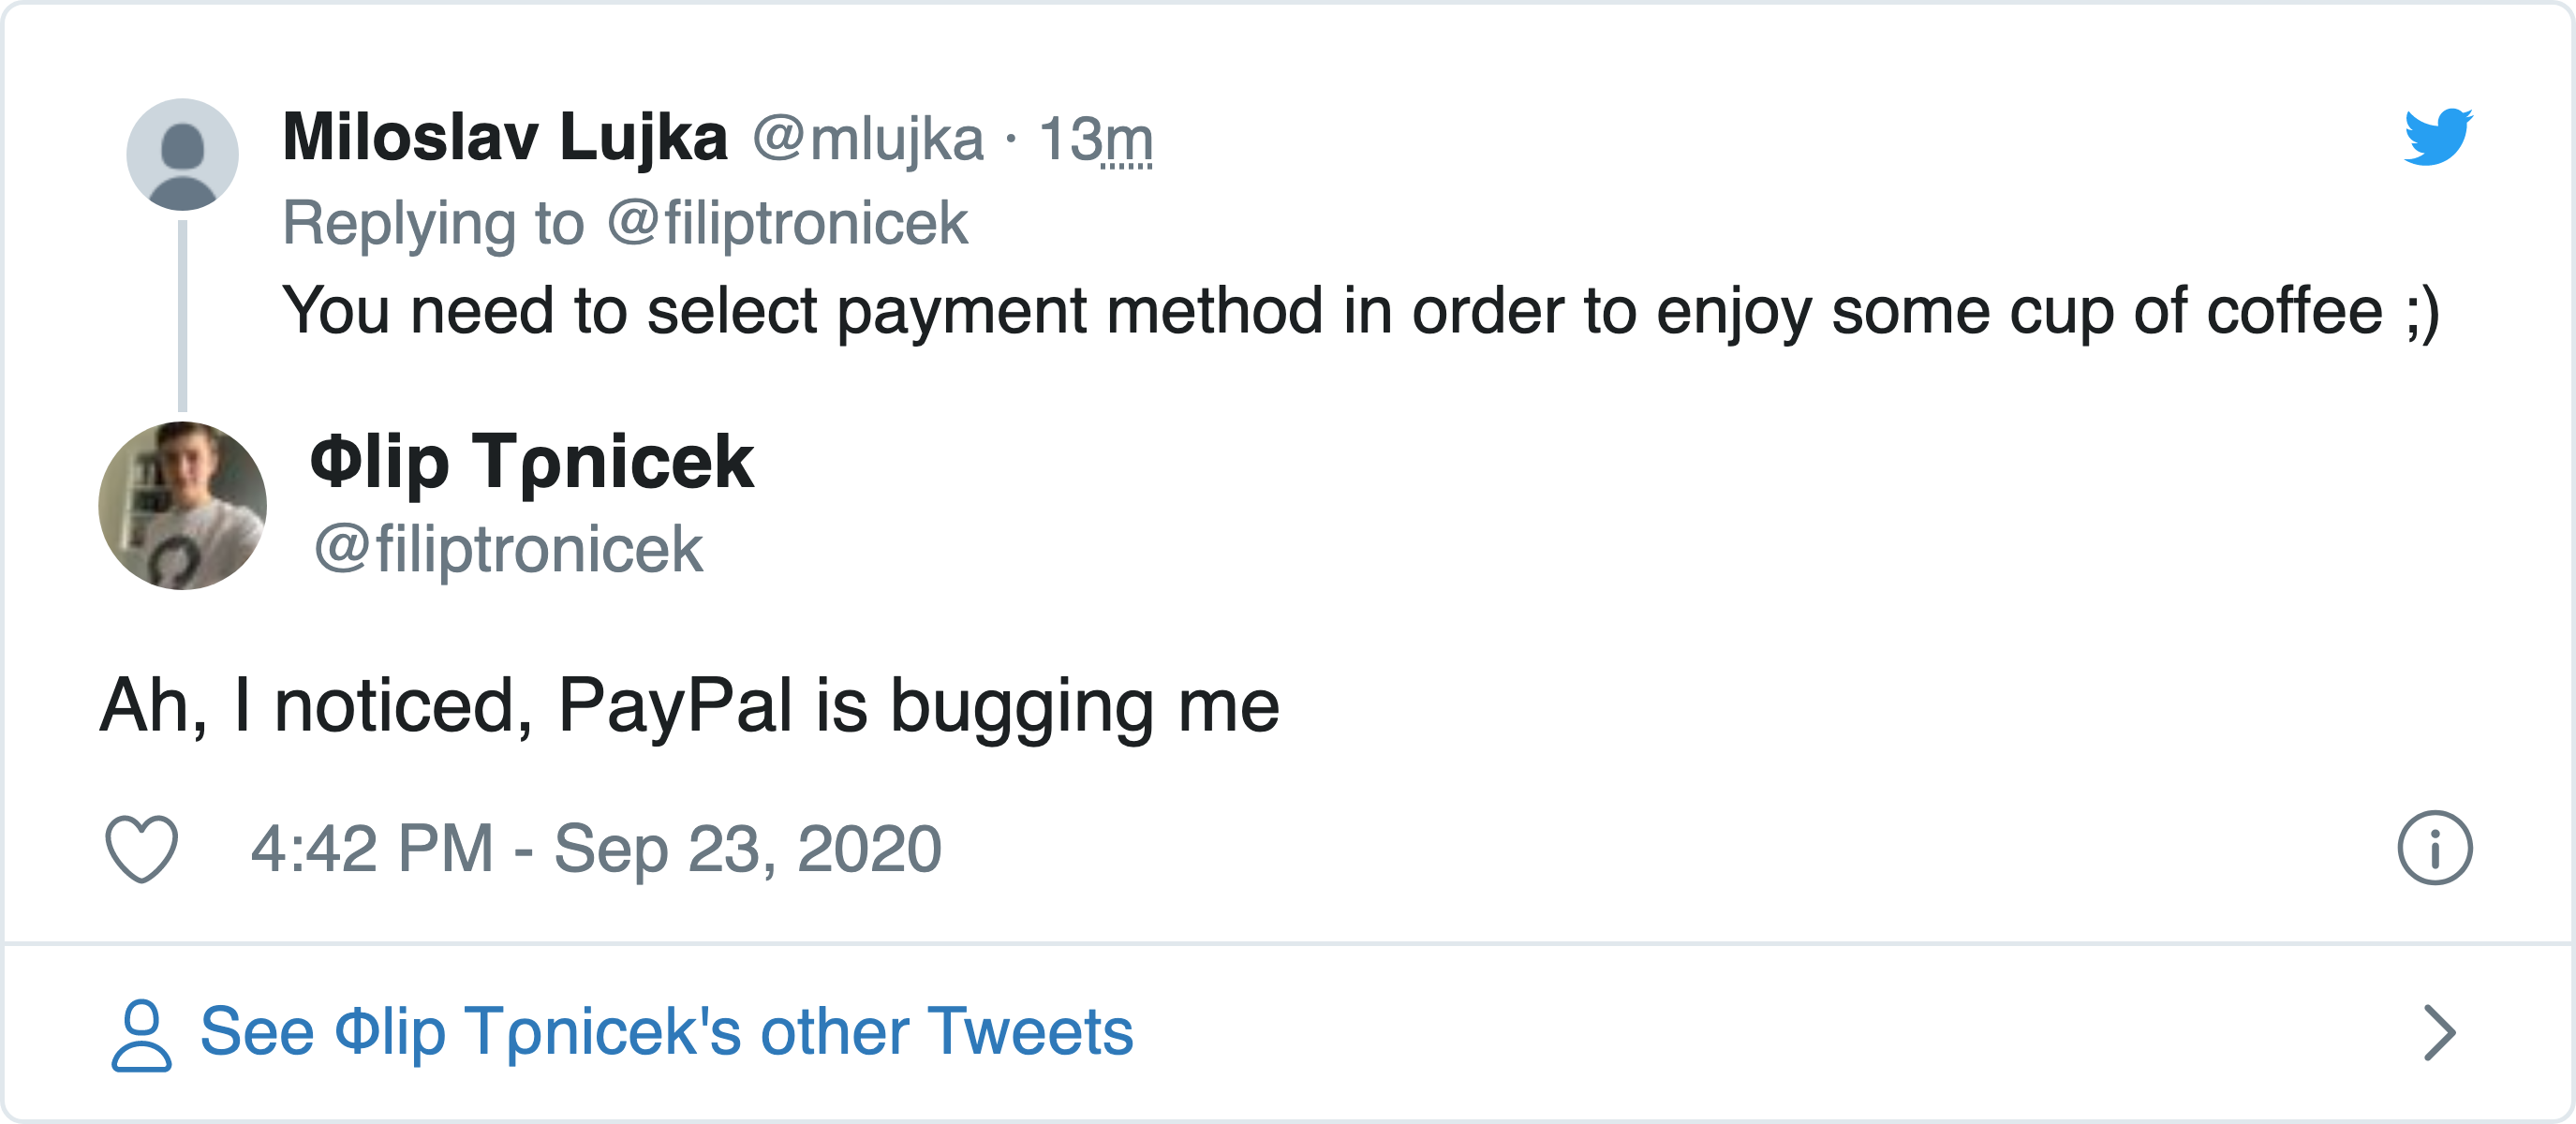 Miloslav Lujka @mlujka · 13m
Replying to @filiptronicek
You need to select payment method in order to enjoy some cup of coffee ;)
Φlip Tρnicek
@filiptronicek
Ah, I noticed, PayPal is bugging me
4:42 PM - Sep 23, 2020
See Φlip Tρnicek's other Tweets